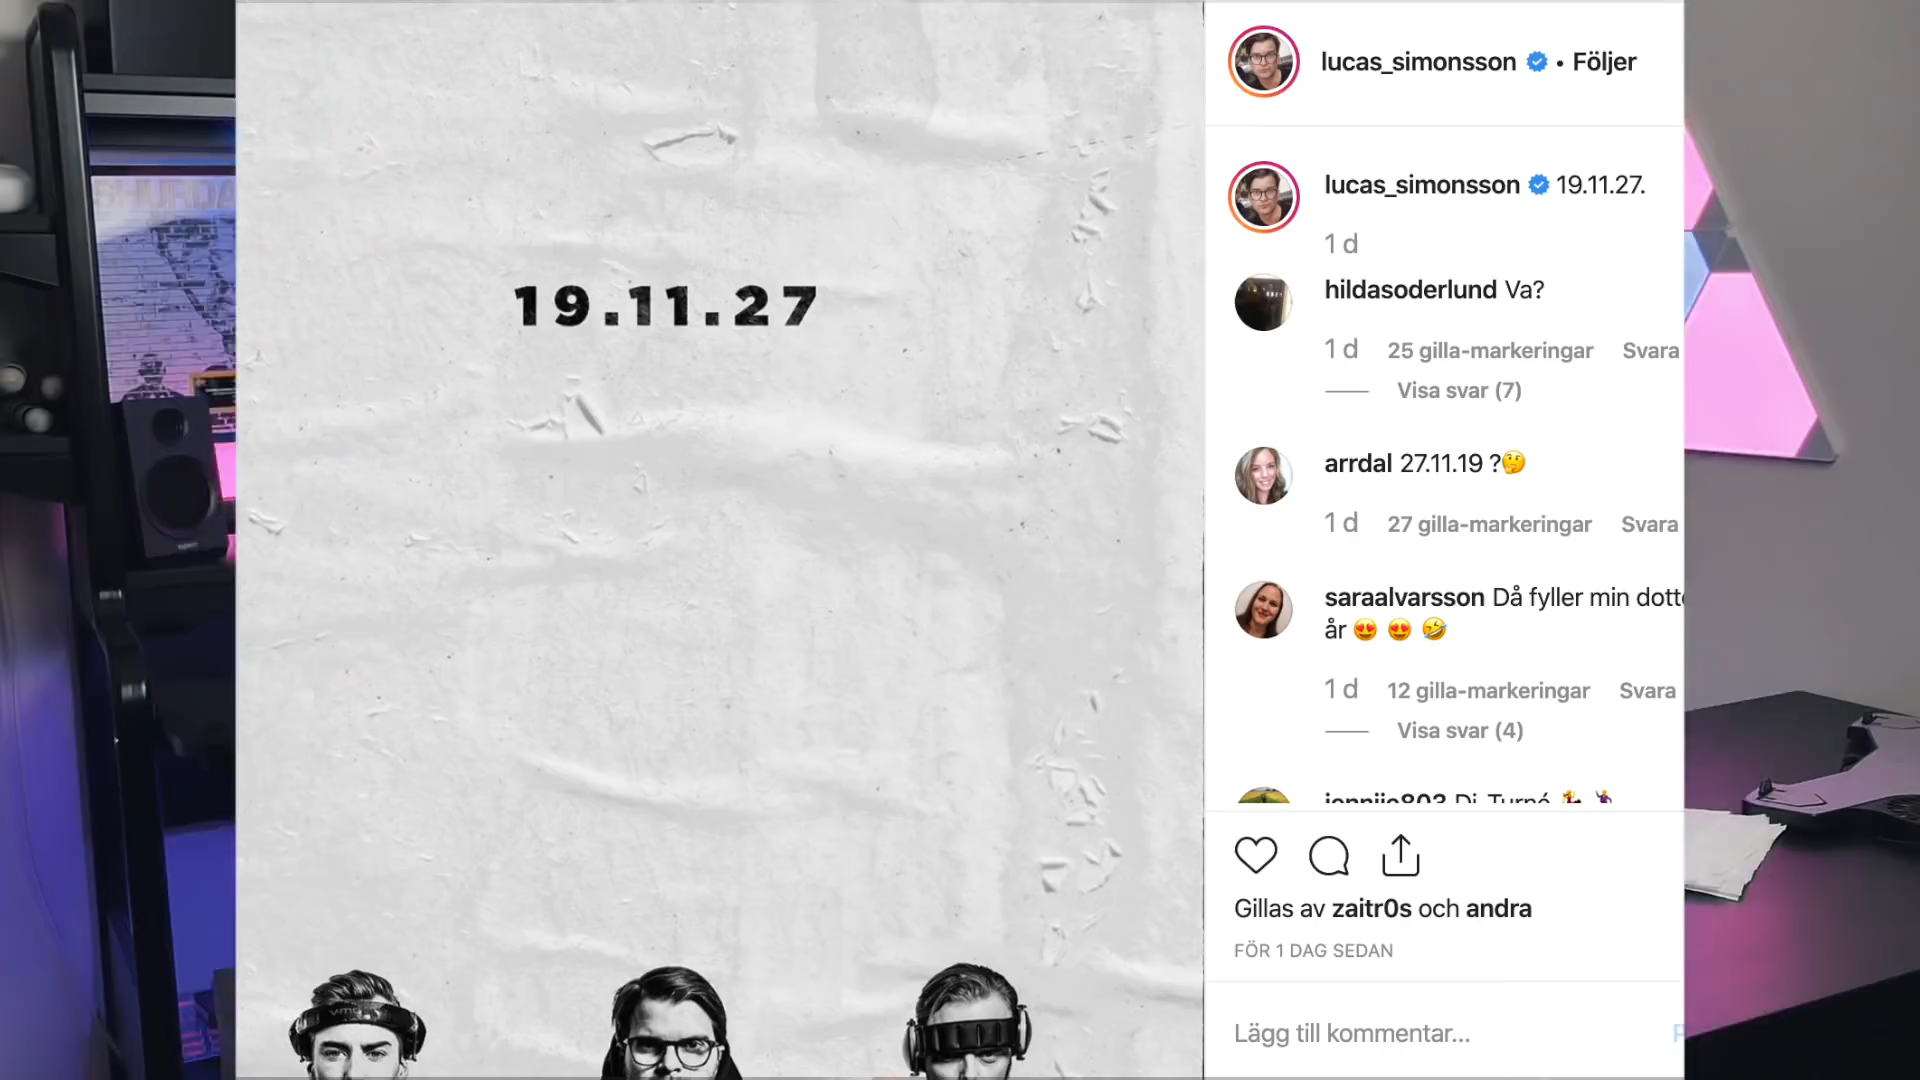 19.11.27
lucas_simonsson • Följer
lucas_simonsson 19.11.27.
1 d
hildasoderlund Va?
1 d 25 gilla-markeringar Svara
Visa svar (7)
arrdal 27.11.19 ?🤔
1 d 27 gilla-markeringar Svara
saraalvarsson Då fyller min dotte
år 😍 😍 🤣
1 d 12 gilla-markeringar Svara
Visa svar (4)
Gillas av zaitr0s och andra
FÖR 1 DAG SEDAN
Lägg till kommentar...